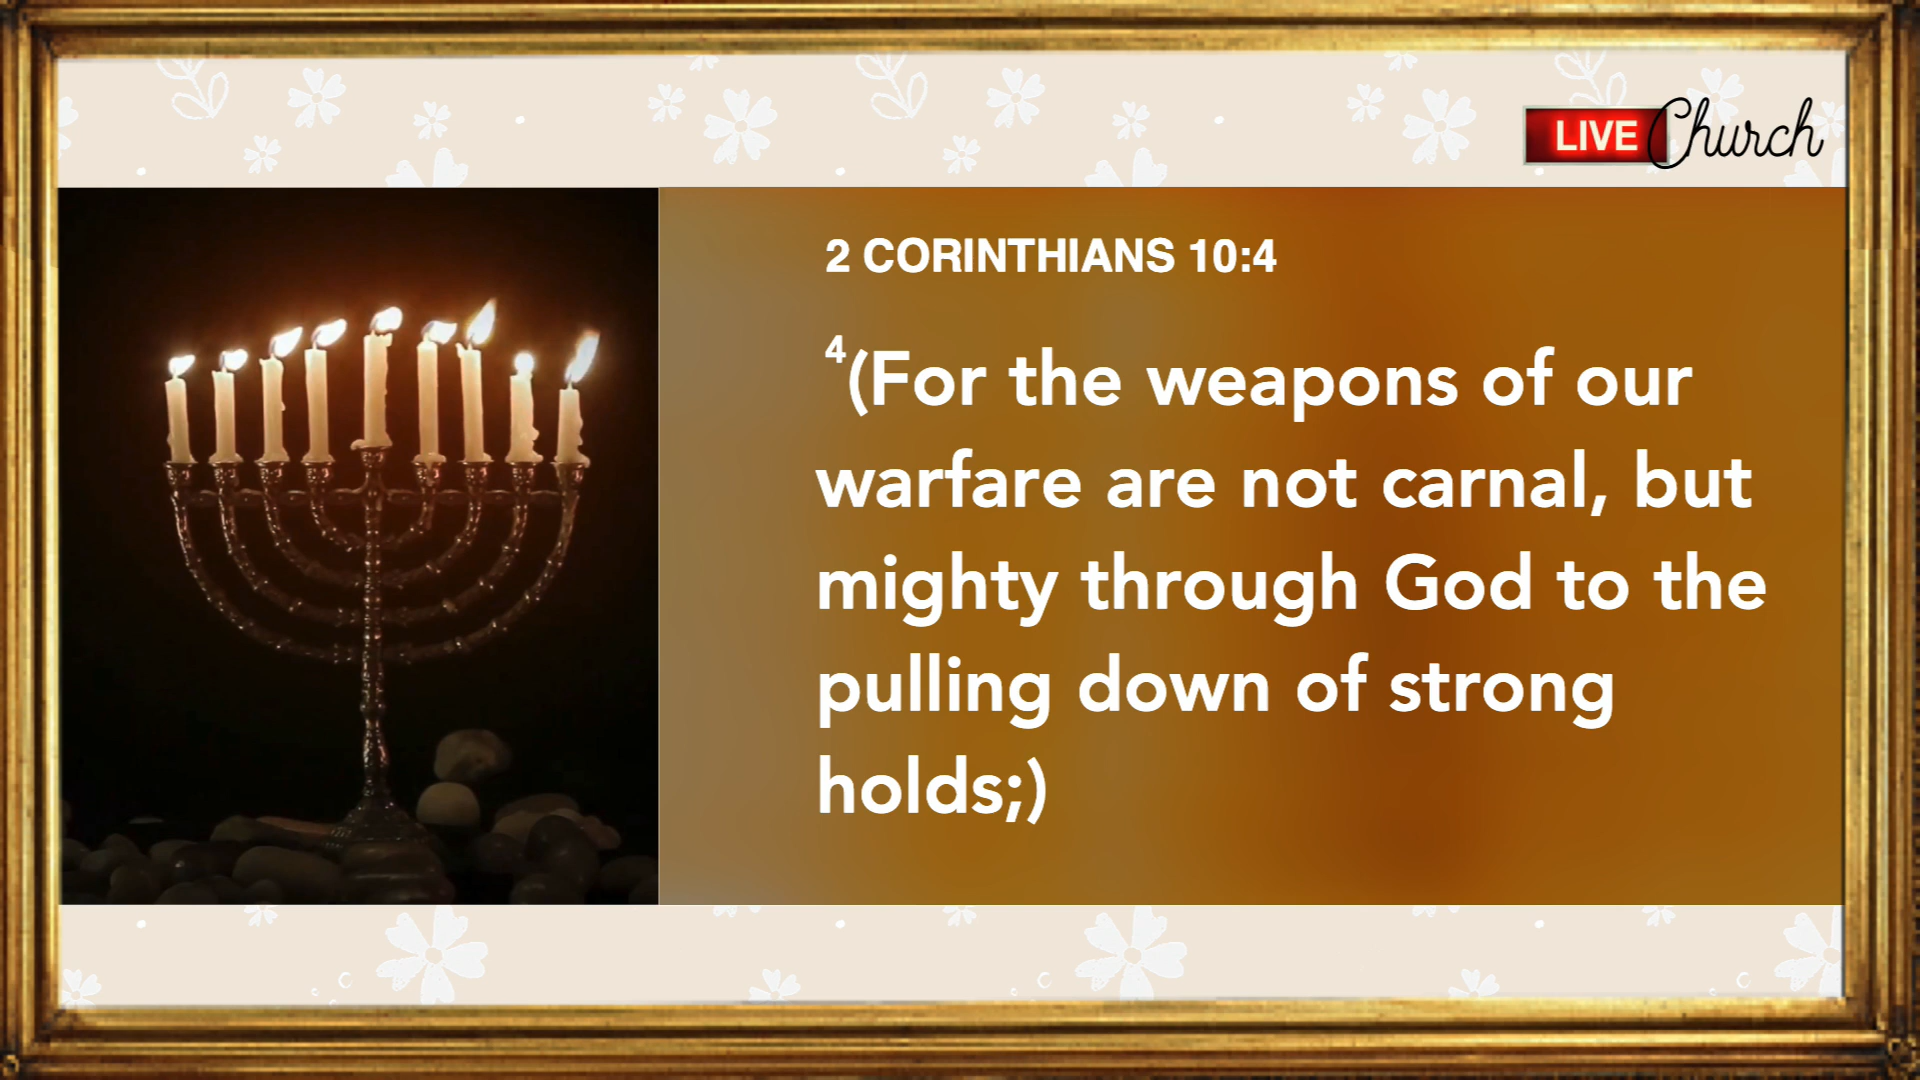 LIVE Church
2 CORINTHIANS 10:4
4(For the weapons of our
warfare are not carnal, but
mighty through God to the
pulling down of strong
holds;)